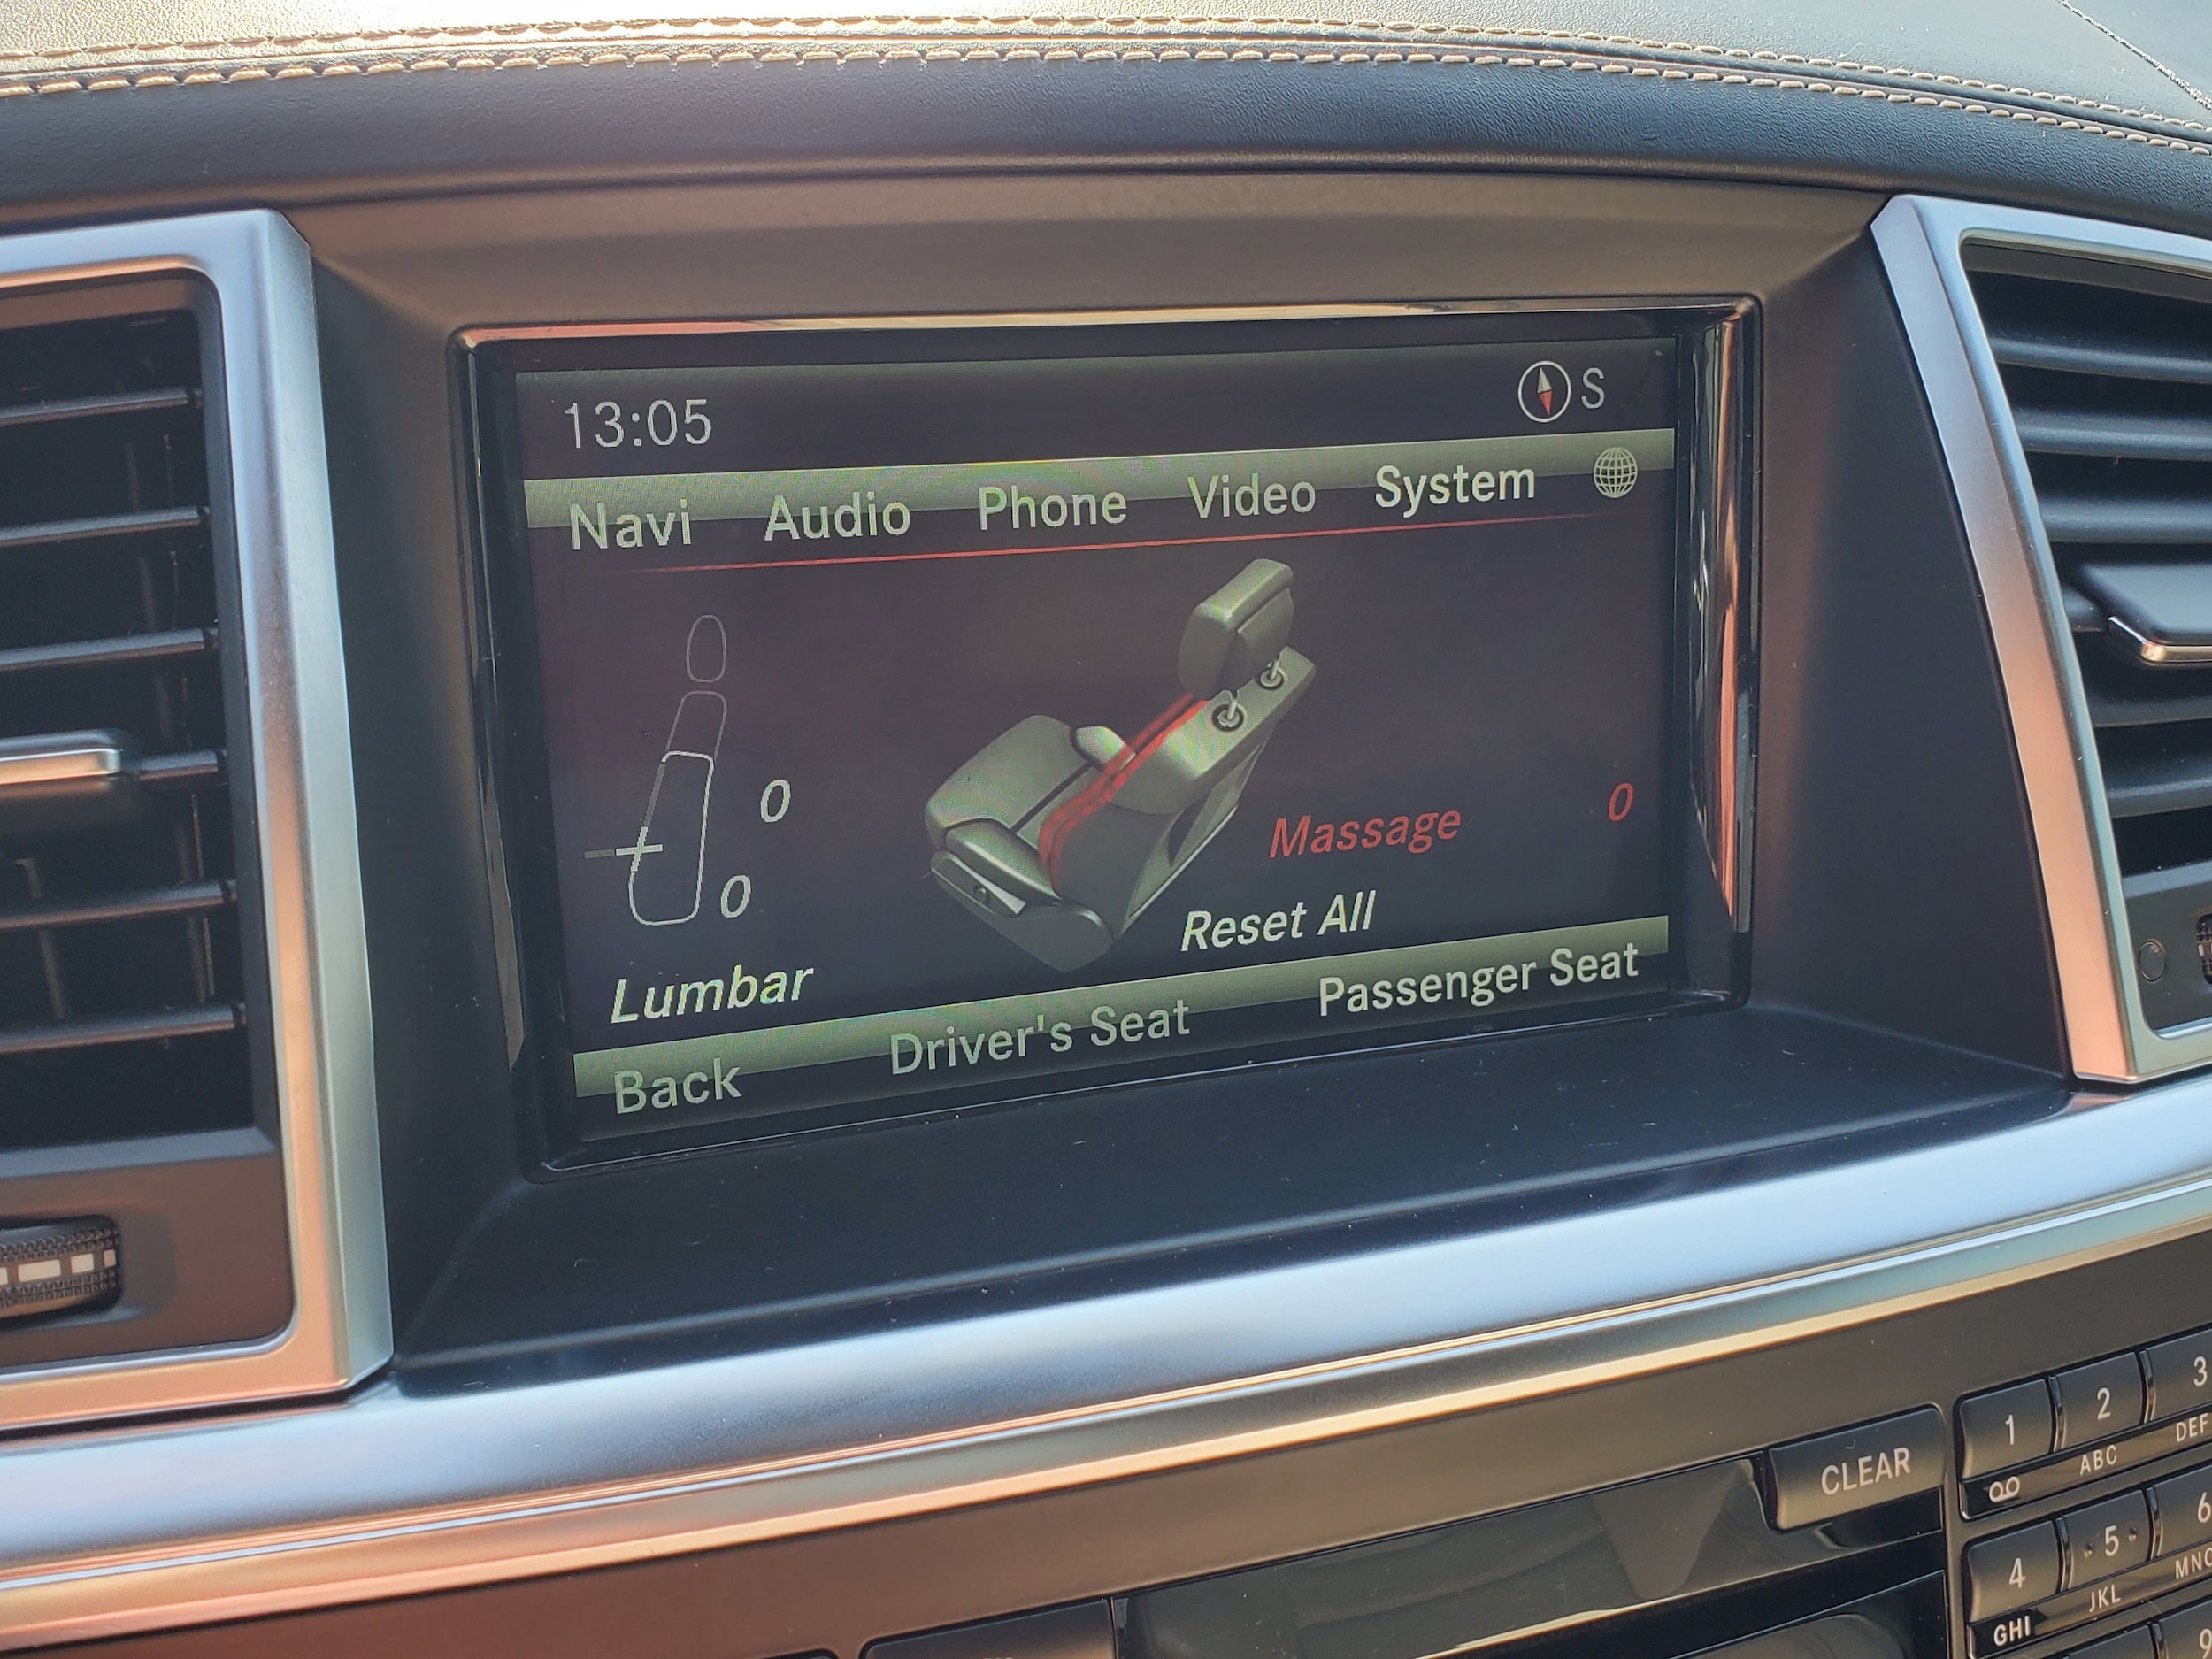 13:05 S
Navi Audio Phone Video System
0
Massage 0
0
Reset All
Lumbar
Back Driver's Seat Passenger Seat
CLEAR
1 2 3
ABC DEF
4 5 6
GHI JKL
9